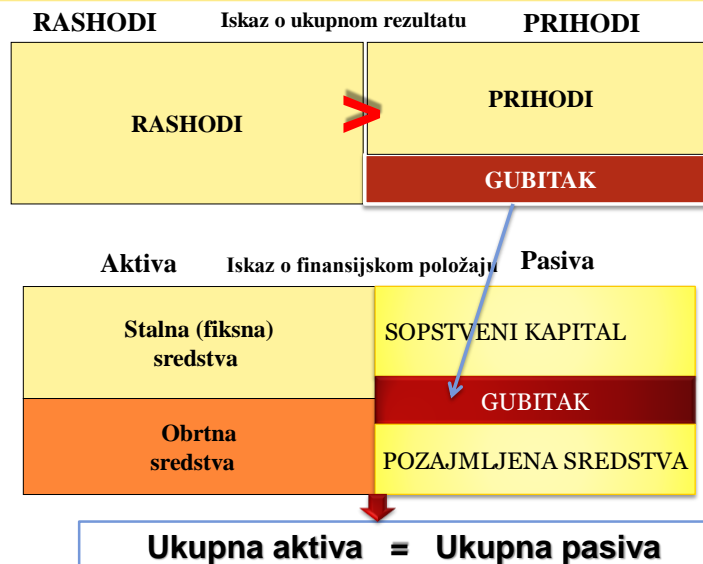 RASHODI Iskaz o ukupnom rezultatu PRIHODI
RASHODI > PRIHODI
GUBITAK
Aktiva Iskaz o finansijskom položaju Pasiva
Stalna (fiksna)
sredstva
SOPSTVENI KAPITAL
GUBITAK
Obrtna
sredstva
POZAJMLJENA SREDSTVA
Ukupna aktiva = Ukupna pasiva